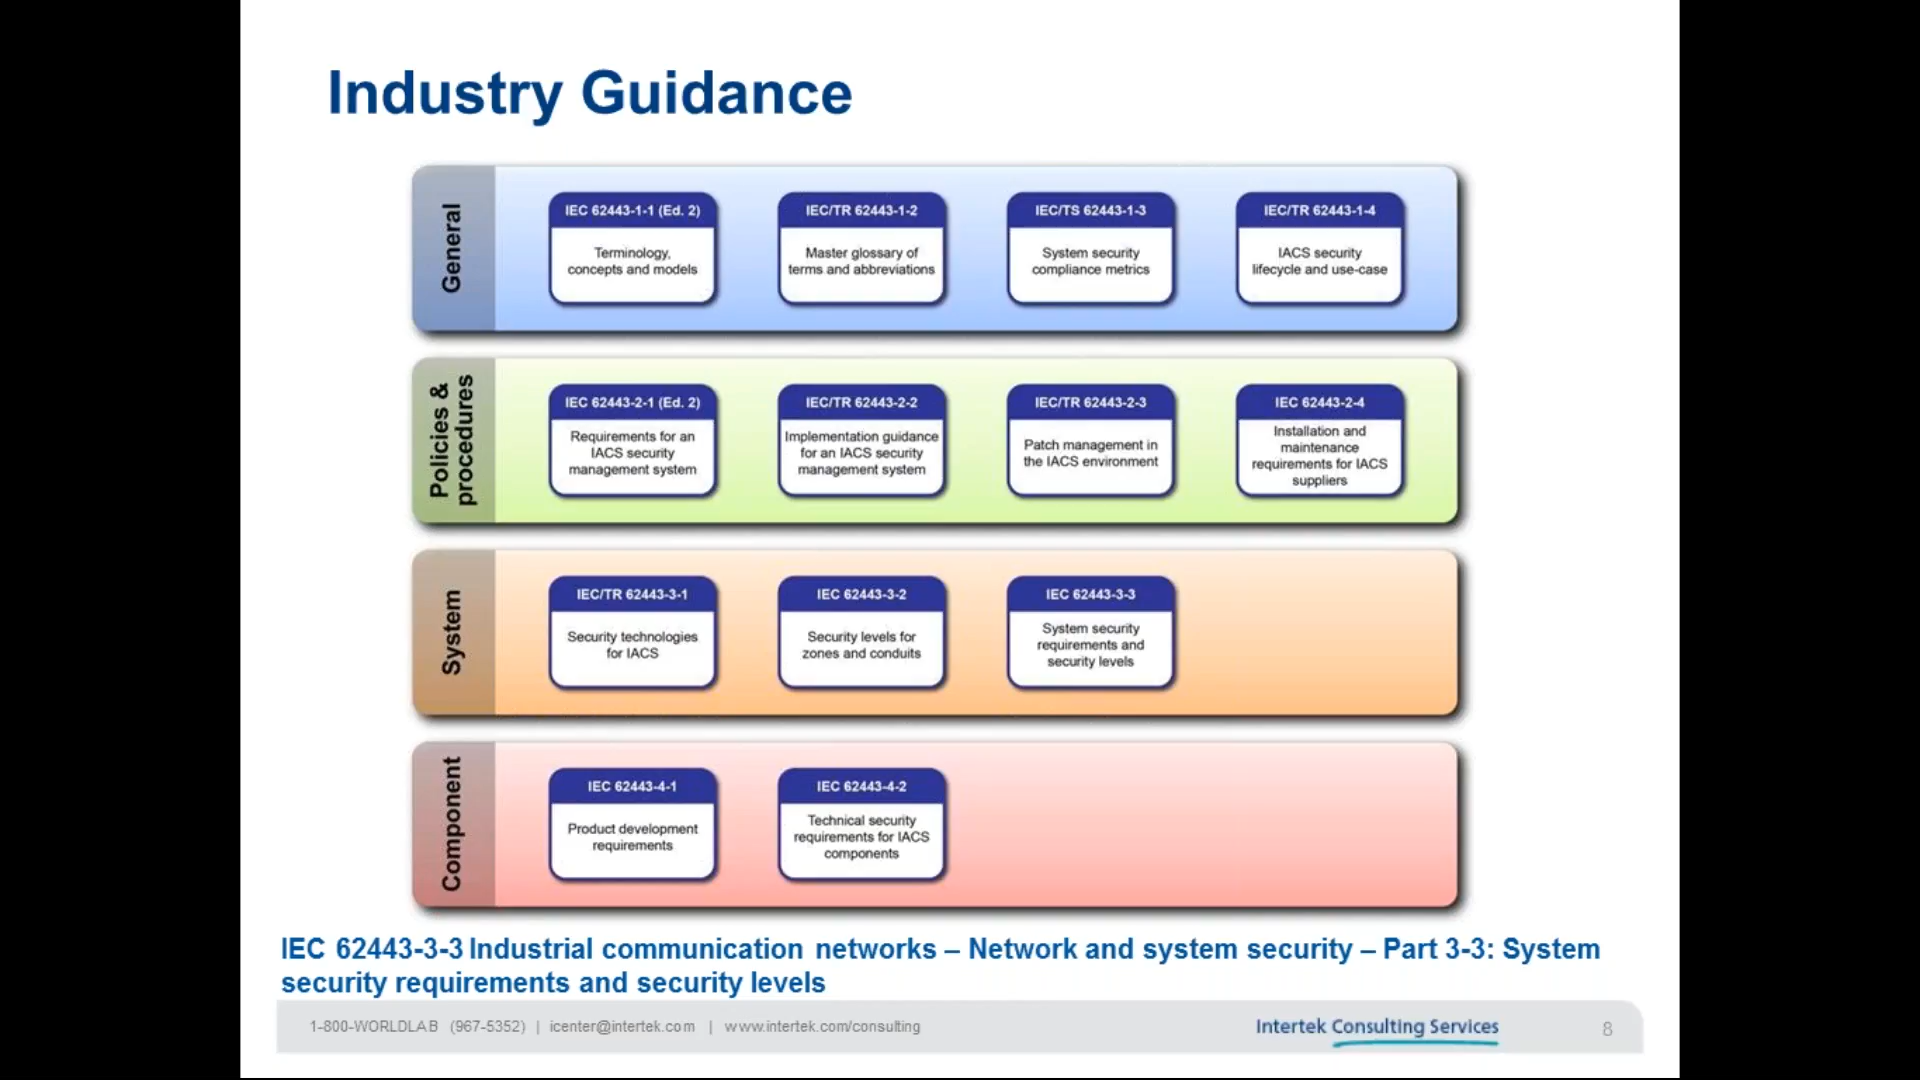 Industry Guidance
General
IEC 62443-1-1 (Ed. 2)
Terminology,
concepts and models
IEC/TR 62443-1-2
Master glossary of
terms and abbreviations
IEC/TS 62443-1-3
System security
compliance metrics
IEC/TR 62443-1-4
IACS security
lifecycle and use-case
Policies &
procedures
IEC 62443-2-1 (Ed. 2)
Requirements for an
IACS security
management system
IEC/TR 62443-2-2
Implementation guidance
for an IACS security
management system
IEC/TR 62443-2-3
Patch management in
the IACS environment
IEC 62443-2-4
Installation and
maintenance
requirements for IACS
suppliers
System
IEC/TR 62443-3-1
Security technologies
for IACS
IEC 62443-3-2
Security levels for
zones and conduits
IEC 62443-3-3
System security
requirements and
security levels
Component
IEC 62443-4-1
Product development
requirements
IEC 62443-4-2
Technical security
requirements for IACS
components
IEC 62443-3-3 Industrial communication networks – Network and system security – Part 3-3: System
security requirements and security levels
1-800-WORLDLAB (967-5352) | icenter@intertek.com | www.intertek.com/consulting
Intertek Consulting Services
8